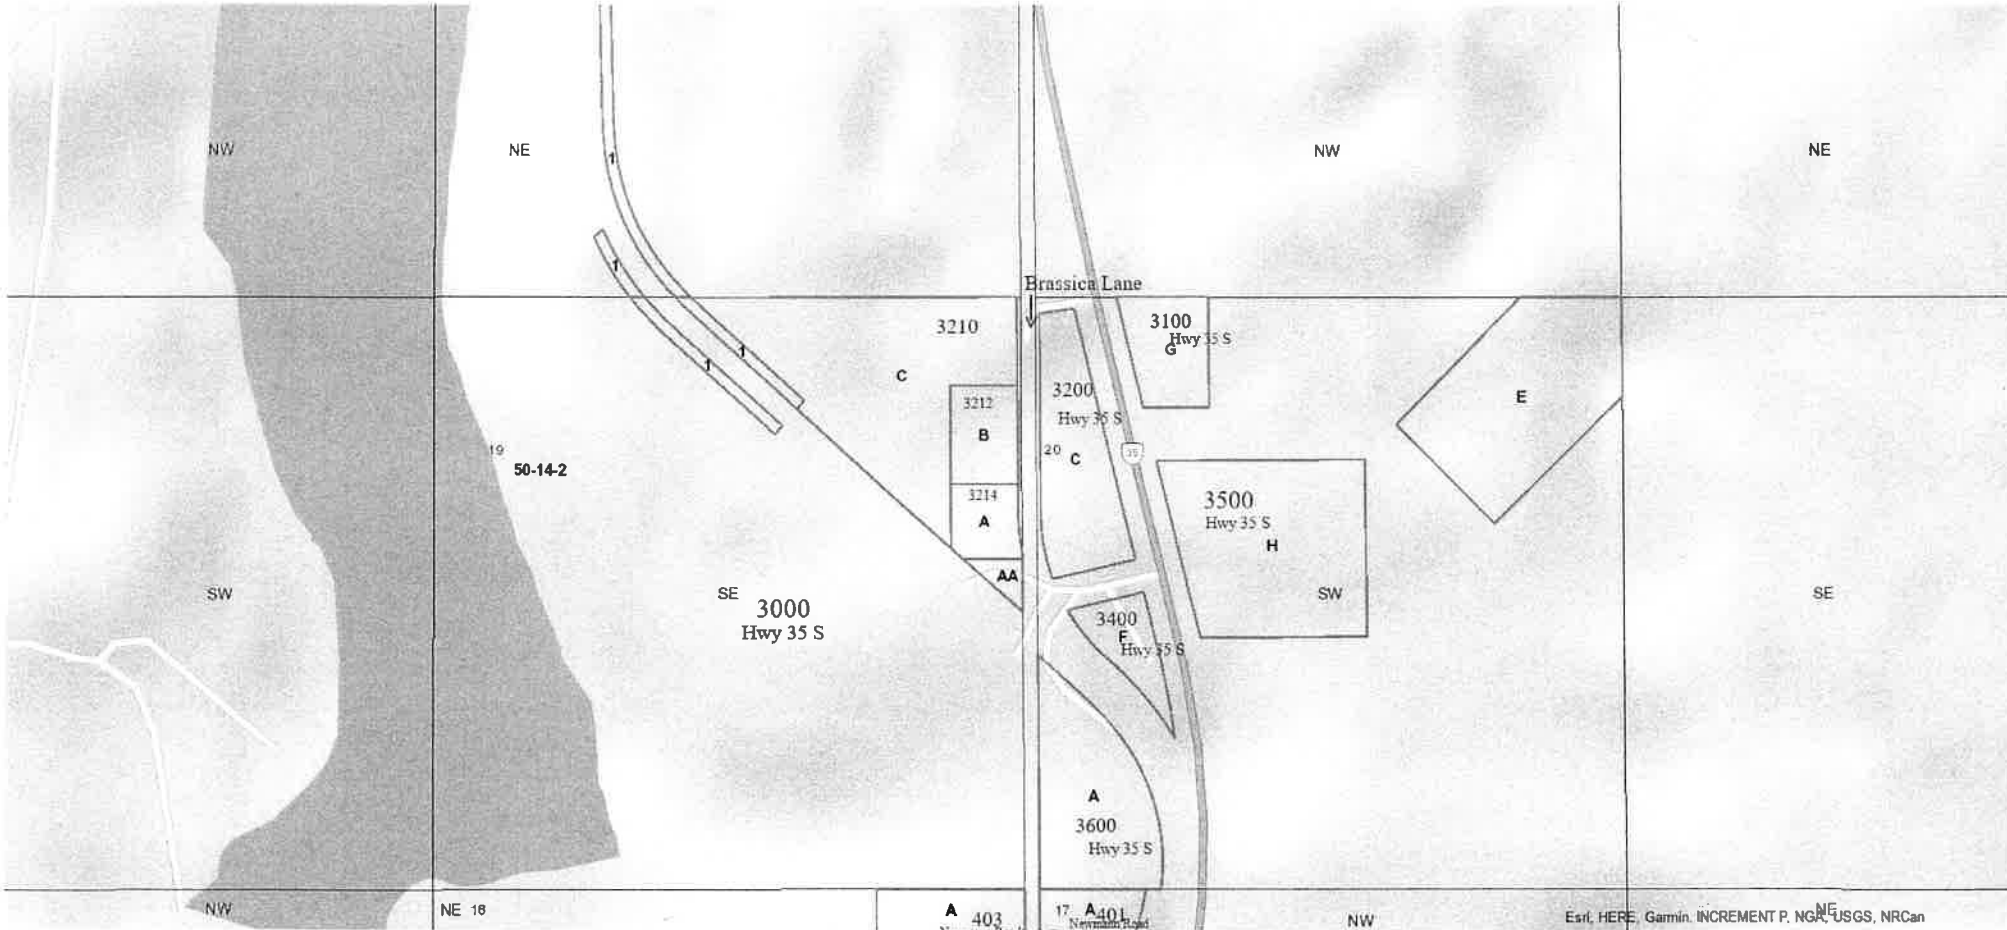 NW
NE
NW
NE
1
1
Brassica Lane
3210
3100
Hwy 35 S
G
1
1
C
3200
Hwy 35 S
E
3212
B
19
50-14-2
20 C
35
3214
A
3500
Hwy 35 S
H
AA
SW
SE
3000
Hwy 35 S
3400
F
Hwy 35 S
SW
SE
A
3600
Hwy 35 S
NW
NE 18
A 403
17 A 401
Newmann Road
NW
NE
Esri, HERE, Garmin, INCREMENT P, NGA, USGS, NRCan